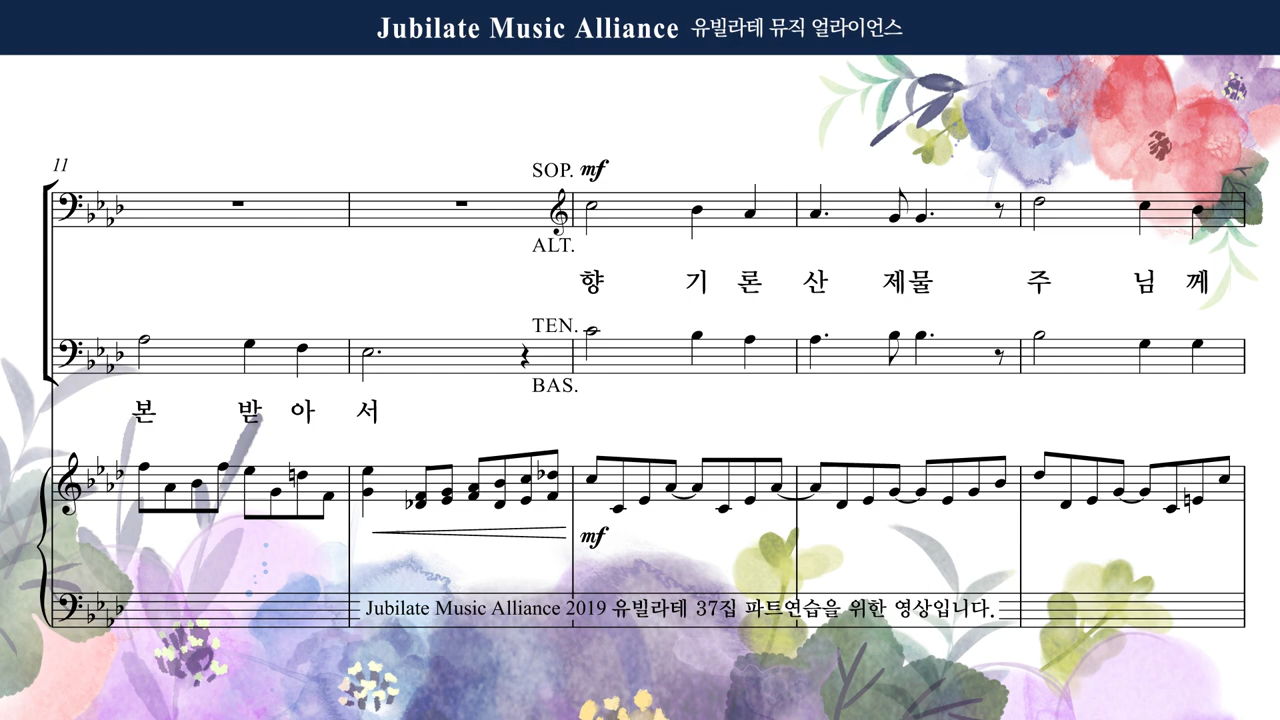 Jubilate Music Alliance 유빌라테 뮤직 얼라이언스
11
SOP. mf
ALT.
향 기 론 산 제물 주 님 께
TEN.
BAS.
본 받 아 서
mf
Jubilate Music Alliance 2019 유빌라테 37집 파트연습을 위한 영상입니다.